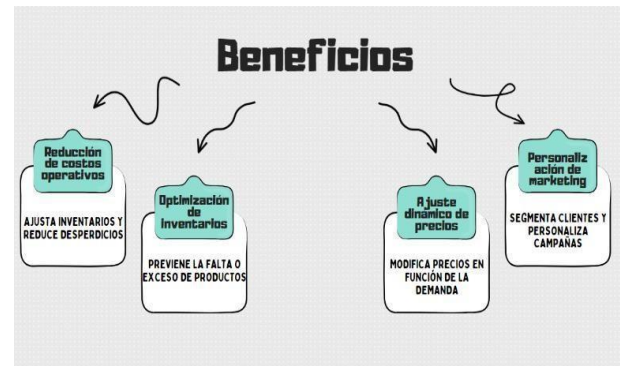 Beneficios
Reducción
de costos
operativos
AJUSTA INVENTARIOS Y
REDUCE DESPERDICIOS
Optimización
de
inventarios
PREVIENE LA FALTA O
EXCESO DE PRODUCTOS
Ajuste
dinámico de
precios
MODIFICA PRECIOS EN
FUNCIÓN DE LA
DEMANDA
Personaliz
ación de
marketing
SEGMENTA CLIENTES Y
PERSONALIZA
CAMPAÑAS